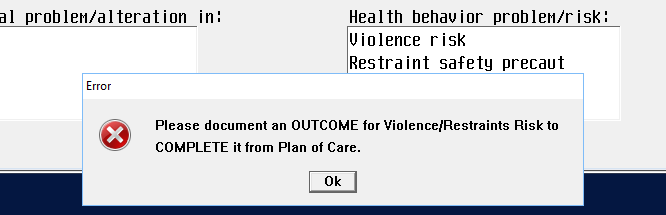 al problem/alteration in:
Health behavior problem/risk:
Violence risk
Restraint safety precaut
Error
Please document an OUTCOME for Violence/Restraints Risk to
COMPLETE it from Plan of Care.
Ok